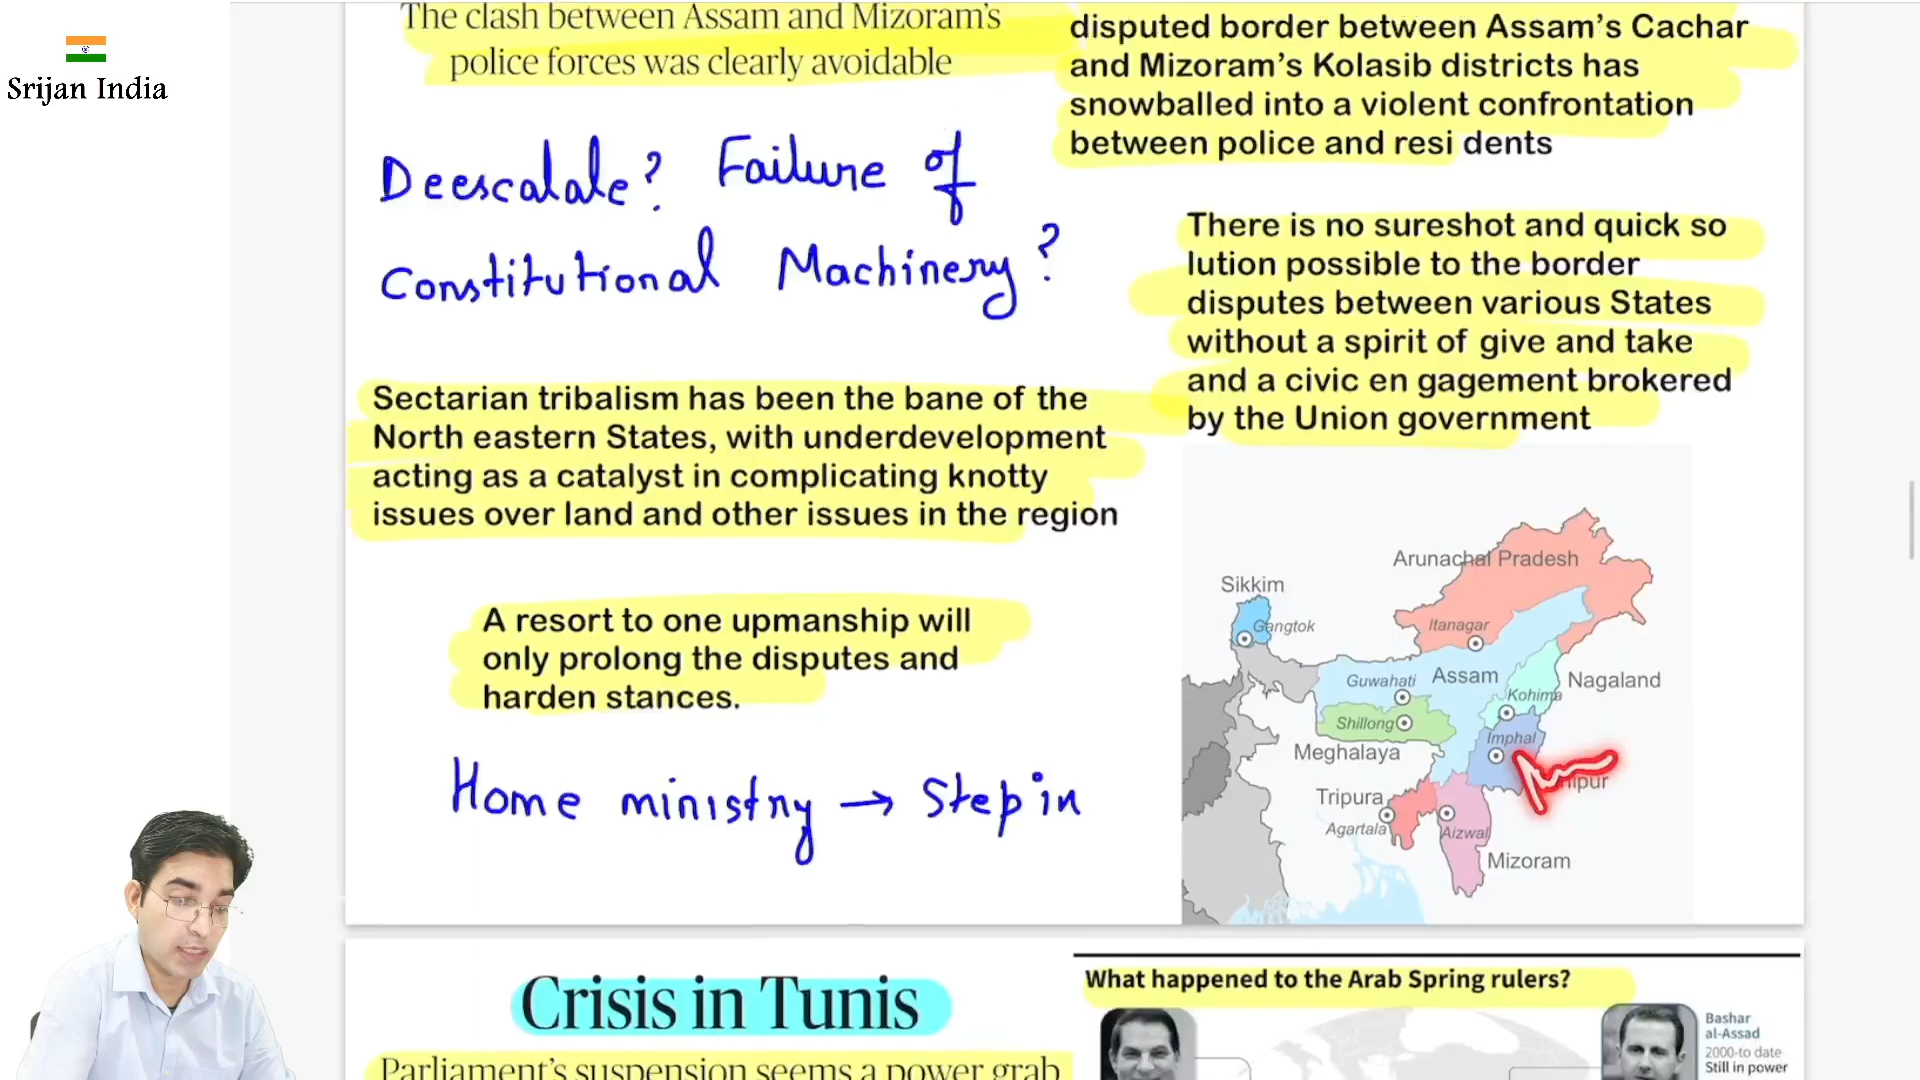 Srijan India
The clash between Assam and Mizoram's
police forces was clearly avoidable
disputed border between Assam's Cachar
and Mizoram's Kolasib districts has
snowballed into a violent confrontation
between police and resi dents
Deescalale? Failure of
Constitutional Machinery?
There is no sureshot and quick so
lution possible to the border
disputes between various States
without a spirit of give and take
and a civic en gagement brokered
by the Union government
Sectarian tribalism has been the bane of the
North eastern States, with underdevelopment
acting as a catalyst in complicating knotty
issues over land and other issues in the region
A resort to one upmanship will
only prolong the disputes and
harden stances.
Home ministry → Step in
Arunachal Pradesh
Sikkim
Gangtok
Itanagar
Guwahati
Assam
Nagaland
Kohima
Shillong
Imphal
Meghalaya
Tripura
Agartala
Aizwal
Mizoram
Crisis in Tunis
Parliament's suspension seems a power grab
What happened to the Arab Spring rulers?
Bashar
al-Assad
2000-to date
Still in power